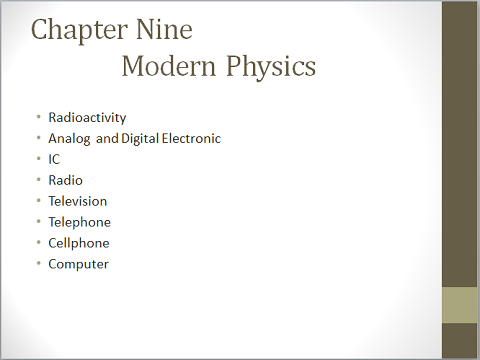 Chapter Nine
Modern Physics
• Radioactivity
• Analog and Digital Electronic
• IC
• Radio
• Television
• Telephone
• Cellphone
• Computer